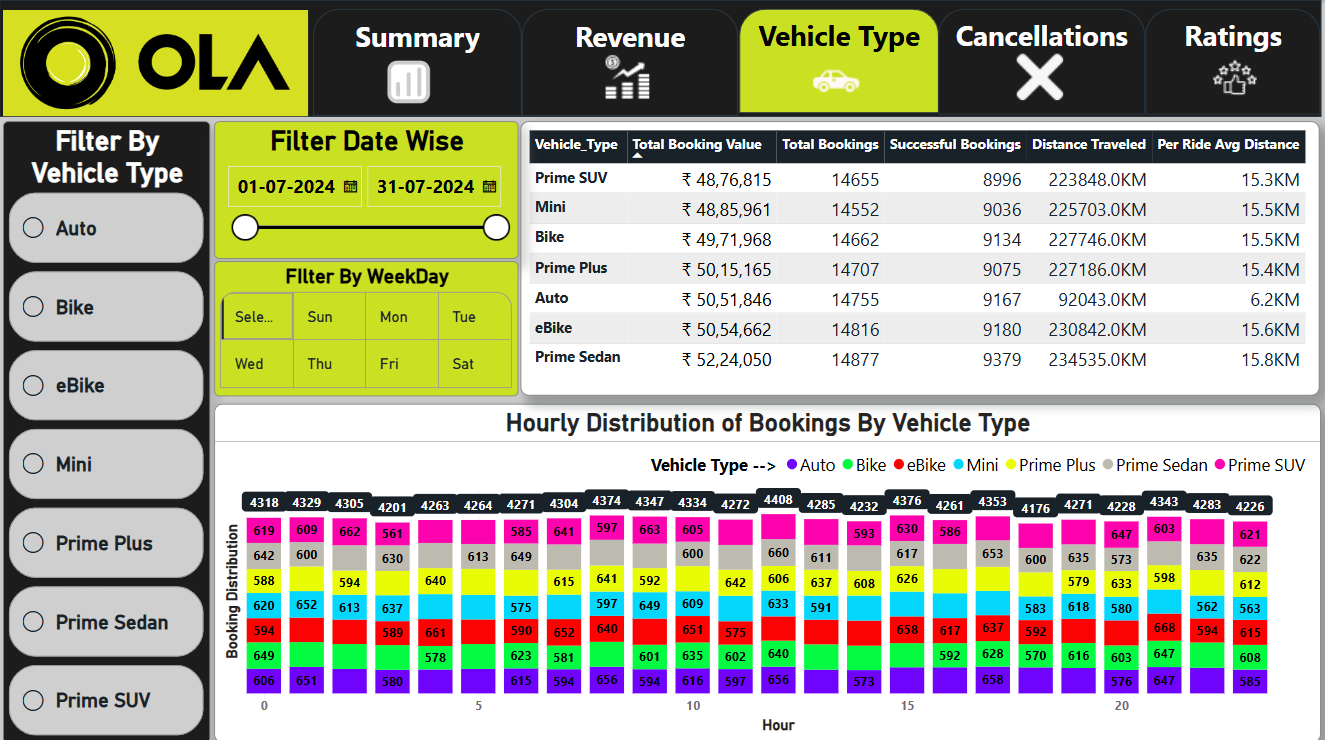 OLA
Summary
Revenue
Vehicle Type
Cancellations
Ratings
Filter By
Vehicle Type
Auto
Bike
eBike
Mini
Prime Plus
Prime Sedan
Prime SUV
Filter Date Wise
01-07-2024 31-07-2024
FIlter By WeekDay
Sele... Sun Mon Tue
Wed Thu Fri Sat
Vehicle_Type Total Booking Value Total Bookings Successful Bookings Distance Traveled Per Ride Avg Distance
Prime SUV ₹ 48,76,815 14655 8996 223848.0KM 15.3KM
Mini ₹ 48,85,961 14552 9036 225703.0KM 15.5KM
Bike ₹ 49,71,968 14662 9134 227746.0KM 15.5KM
Prime Plus ₹ 50,15,165 14707 9075 227186.0KM 15.4KM
Auto ₹ 50,51,846 14755 9167 92043.0KM 6.2KM
eBike ₹ 50,54,662 14816 9180 230842.0KM 15.6KM
Prime Sedan ₹ 52,24,050 14877 9379 234535.0KM 15.8KM
Hourly Distribution of Bookings By Vehicle Type
Vehicle Type --> Auto Bike eBike Mini Prime Plus Prime Sedan Prime SUV
Booking Distribution
4318 4329 4305 4201 4263 4264 4271 4304 4374 4347 4334 4272 4408 4285 4232 4376 4261 4353 4176 4271 4228 4343 4283 4226
619 609 662 561 585 641 597 663 605 593 630 586 647 603 621
642 600 630 613 649 600 660 611 617 653 600 635 573 635 622
588 594 640 615 641 592 642 606 637 608 626 579 633 598 612
620 652 613 637 575 597 649 609 633 591 583 618 580 562 563
594 589 661 590 652 640 651 575 658 617 637 592 668 594 615
649 578 623 581 601 635 602 640 592 628 570 616 603 647 608
606 651 580 615 594 656 594 616 597 656 573 658 576 647 585
0 5 10 15 20
Hour